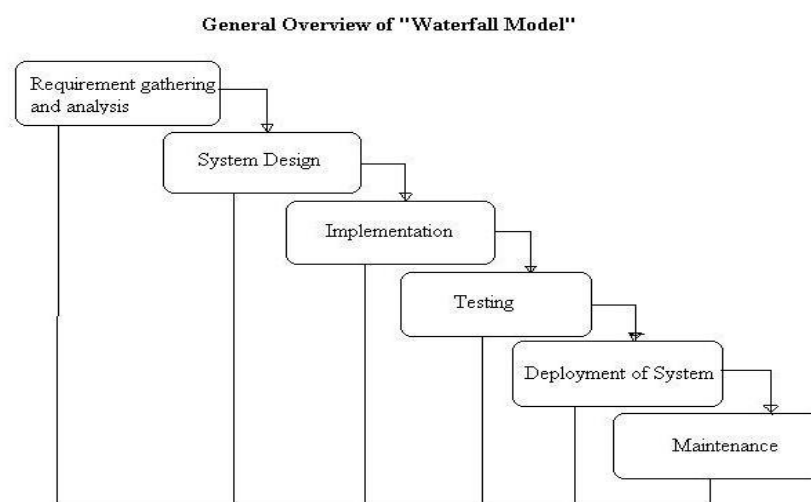 General Overview of "Waterfall Model"
Requirement gathering
and analysis
System Design
Implementation
Testing
Deployment of System
Maintenance